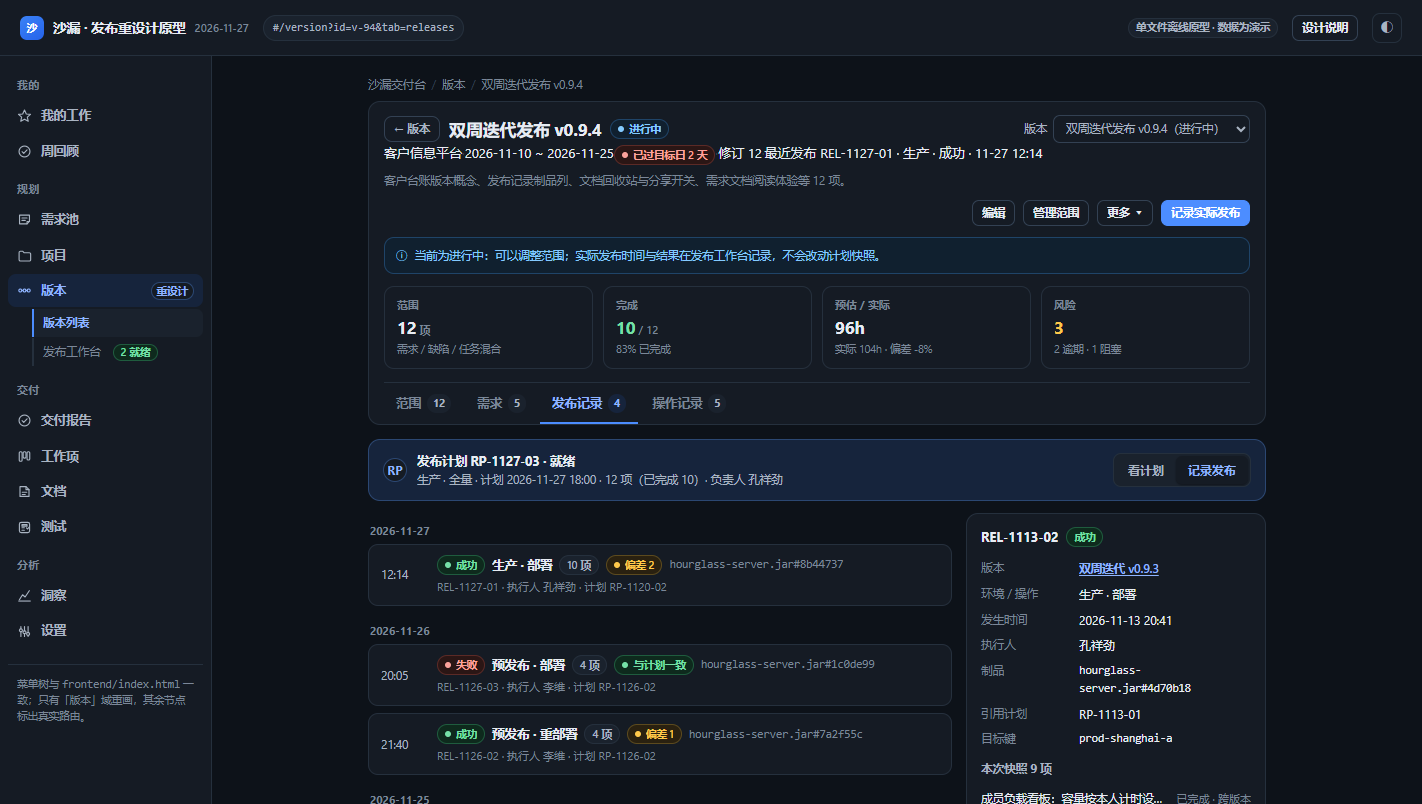 沙 沙漏 · 发布重设计原型 2026-11-27 #/version?id=v-94&tab=releases 单文件离线原型 · 数据为演示 设计说明
我的
我的工作
周回顾
规划
需求池
项目
版本 重设计
版本列表
发布工作台 2 就绪
交付
交付报告
工作项
文档
测试
分析
洞察
设置
菜单树与 frontend/index.html 一
致；只有「版本」域重画，其余节点
标出真实路由。
沙漏交付台 / 版本 / 双周迭代发布 v0.9.4
← 版本 双周迭代发布 v0.9.4 进行中 版本 双周迭代发布 v0.9.4（进行中）
客户信息平台 2026-11-10 ~ 2026-11-25 已过目标日 2 天 修订 12 最近发布 REL-1127-01 · 生产 · 成功 · 11-27 12:14
客户台账版本概念、发布记录制品列、文档回收站与分享开关、需求文档阅读体验等 12 项。
编辑 管理范围 更多 ▾ 记录实际发布
当前为进行中：可以调整范围；实际发布时间与结果在发布工作台记录，不会改动计划快照。
范围
12 项
需求 / 缺陷 / 任务混合
完成
10 / 12
83% 已完成
预估 / 实际
96h
实际 104h · 偏差 -8%
风险
3
2 逾期 · 1 阻塞
范围 12 需求 5 发布记录 4 操作记录 5
RP 发布计划 RP-1127-03 · 就绪
生产 · 全量 · 计划 2026-11-27 18:00 · 12 项（已完成 10）· 负责人 孔祥劲
看计划 记录发布
2026-11-27
12:14 成功 生产 · 部署 10 项 偏差 2 hourglass-server.jar#8b44737
REL-1127-01 · 执行人 孔祥劲 · 计划 RP-1120-02
2026-11-26
20:05 失败 预发布 · 部署 4 项 与计划一致 hourglass-server.jar#1c0de99
REL-1126-03 · 执行人 李维 · 计划 RP-1126-02
21:40 成功 预发布 · 重部署 4 项 偏差 1 hourglass-server.jar#7a2f55c
REL-1126-02 · 执行人 李维 · 计划 RP-1126-02
2026-11-25
REL-1113-02 成功
版本 双周迭代 v0.9.3
环境 / 操作 生产 · 部署
发生时间 2026-11-13 20:41
执行人 孔祥劲
制品 hourglass-
server.jar#4d70b18
引用计划 RP-1113-01
目标键 prod-shanghai-a
本次快照 9 项
成员负载看板：容量按本人计时设... 已完成 · 跨版本